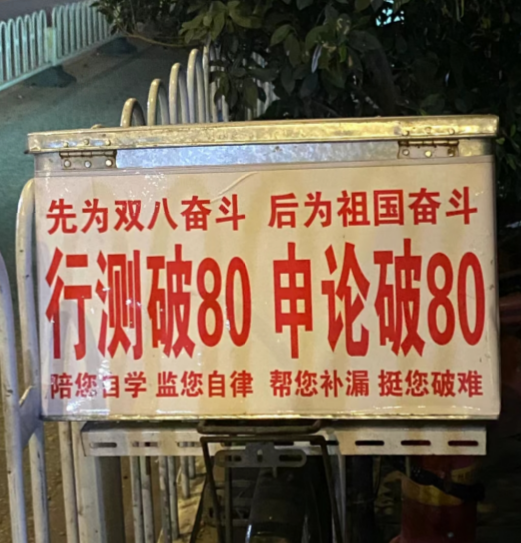 先为双八奋斗 后为祖国奋斗
行测破80 申论破80
陪您自学 监您自律 帮您补漏 挺您破难